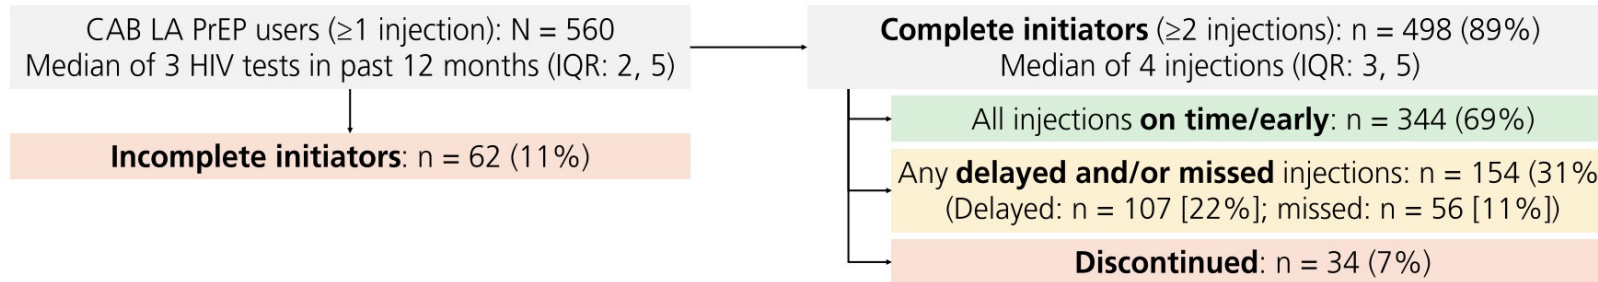 CAB LA PrEP users (≥1 injection): N = 560
Median of 3 HIV tests in past 12 months (IQR: 2, 5)
Incomplete initiators: n = 62 (11%)
Complete initiators (≥2 injections): n = 498 (89%)
Median of 4 injections (IQR: 3, 5)
All injections on time/early: n = 344 (69%)
Any delayed and/or missed injections: n = 154 (31%
(Delayed: n = 107 [22%]; missed: n = 56 [11%])
Discontinued: n = 34 (7%)